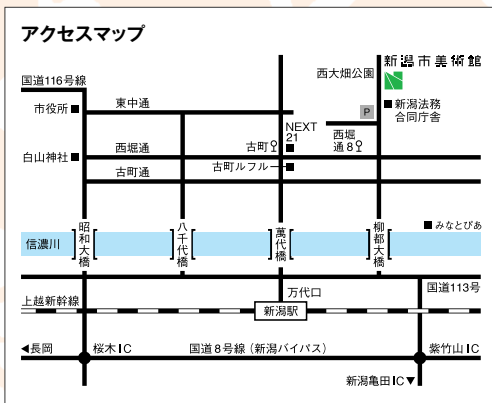 アクセスマップ
新潟市美術館
西大畑公園
国道116号線
市役所
東中通
P
新潟法務
合同庁舎
NEXT
21
西堀
通8
白山神社
西堀通
古町
古町通
古町ルフル
昭和大橋
八千代橋
萬代橋
柳都大橋
みなとぴあ
信濃川
国道113号
万代口
上越新幹線
新潟駅
◀長岡
桜木IC
国道8号線（新潟バイパス）
紫竹山IC
新潟亀田IC▼